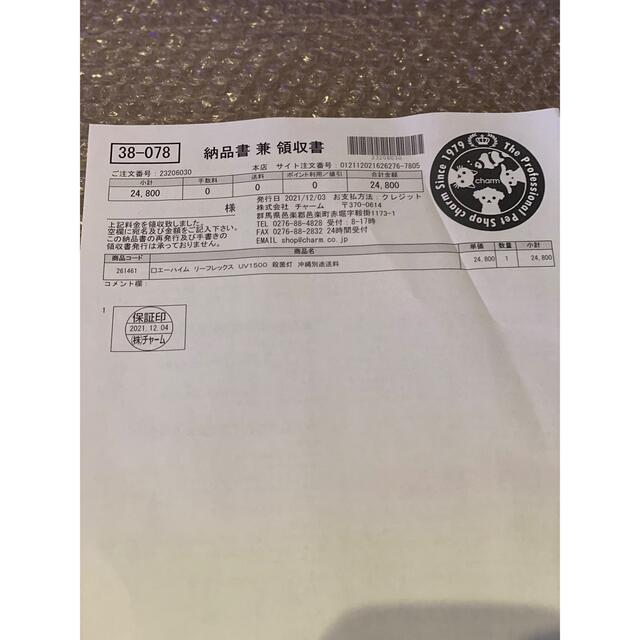 38-078
納品書 兼 領収書
23206030
ご注文番号：23206030
本店 サイト注文番号：012112021626276-7805
小計 手数料 送料 ポイント利用／値引 合計金額
24,800 0 0 0 24,800
様
発行日 2021/12/03 お支払方法：クレジット
株式会社 チャーム 〒370-0614
群馬県邑楽郡邑楽町赤堀字鞍掛1173-1
TEL 0276-88-4828 受付：8-17時
FAX 0276-88-2832 24時間受付
EMAIL shop@charm.co.jp
上記料金を領収致しました。
空欄に宛名及び金額をご記入下さい。
この納品書の再発行及び手書きの
領収書発行は承っておりません。
The Professional Pet Shop charm Since 1979
charm
商品コード 商品名 単価 数量 小計
261461 □エーハイム リーフレックス UV1500 殺菌灯 沖縄別途送料 24,800 1 24,800
コメント欄：
1
保証印
2021.12.04
㈱チャーム